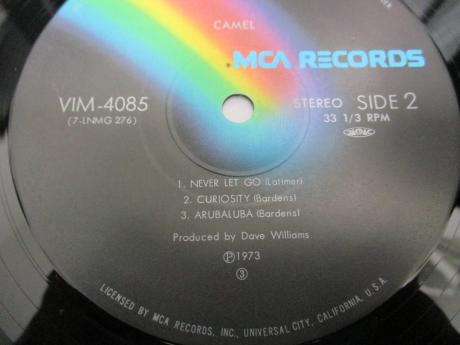 CAMEL
MCA RECORDS
VIM-4085
(7-LNMG 276)
STEREO SIDE 2
33 1/3 RPM
1. NEVER LET GO (Latimer)
2. CURIOSITY (Bardens)
3. ARUBALUBA (Bardens)
Produced by Dave Williams
Ⓟ1973
③
LICENSED BY MCA RECORDS, INC., UNIVERSAL CITY, CALIFORNIA, U.S.A.